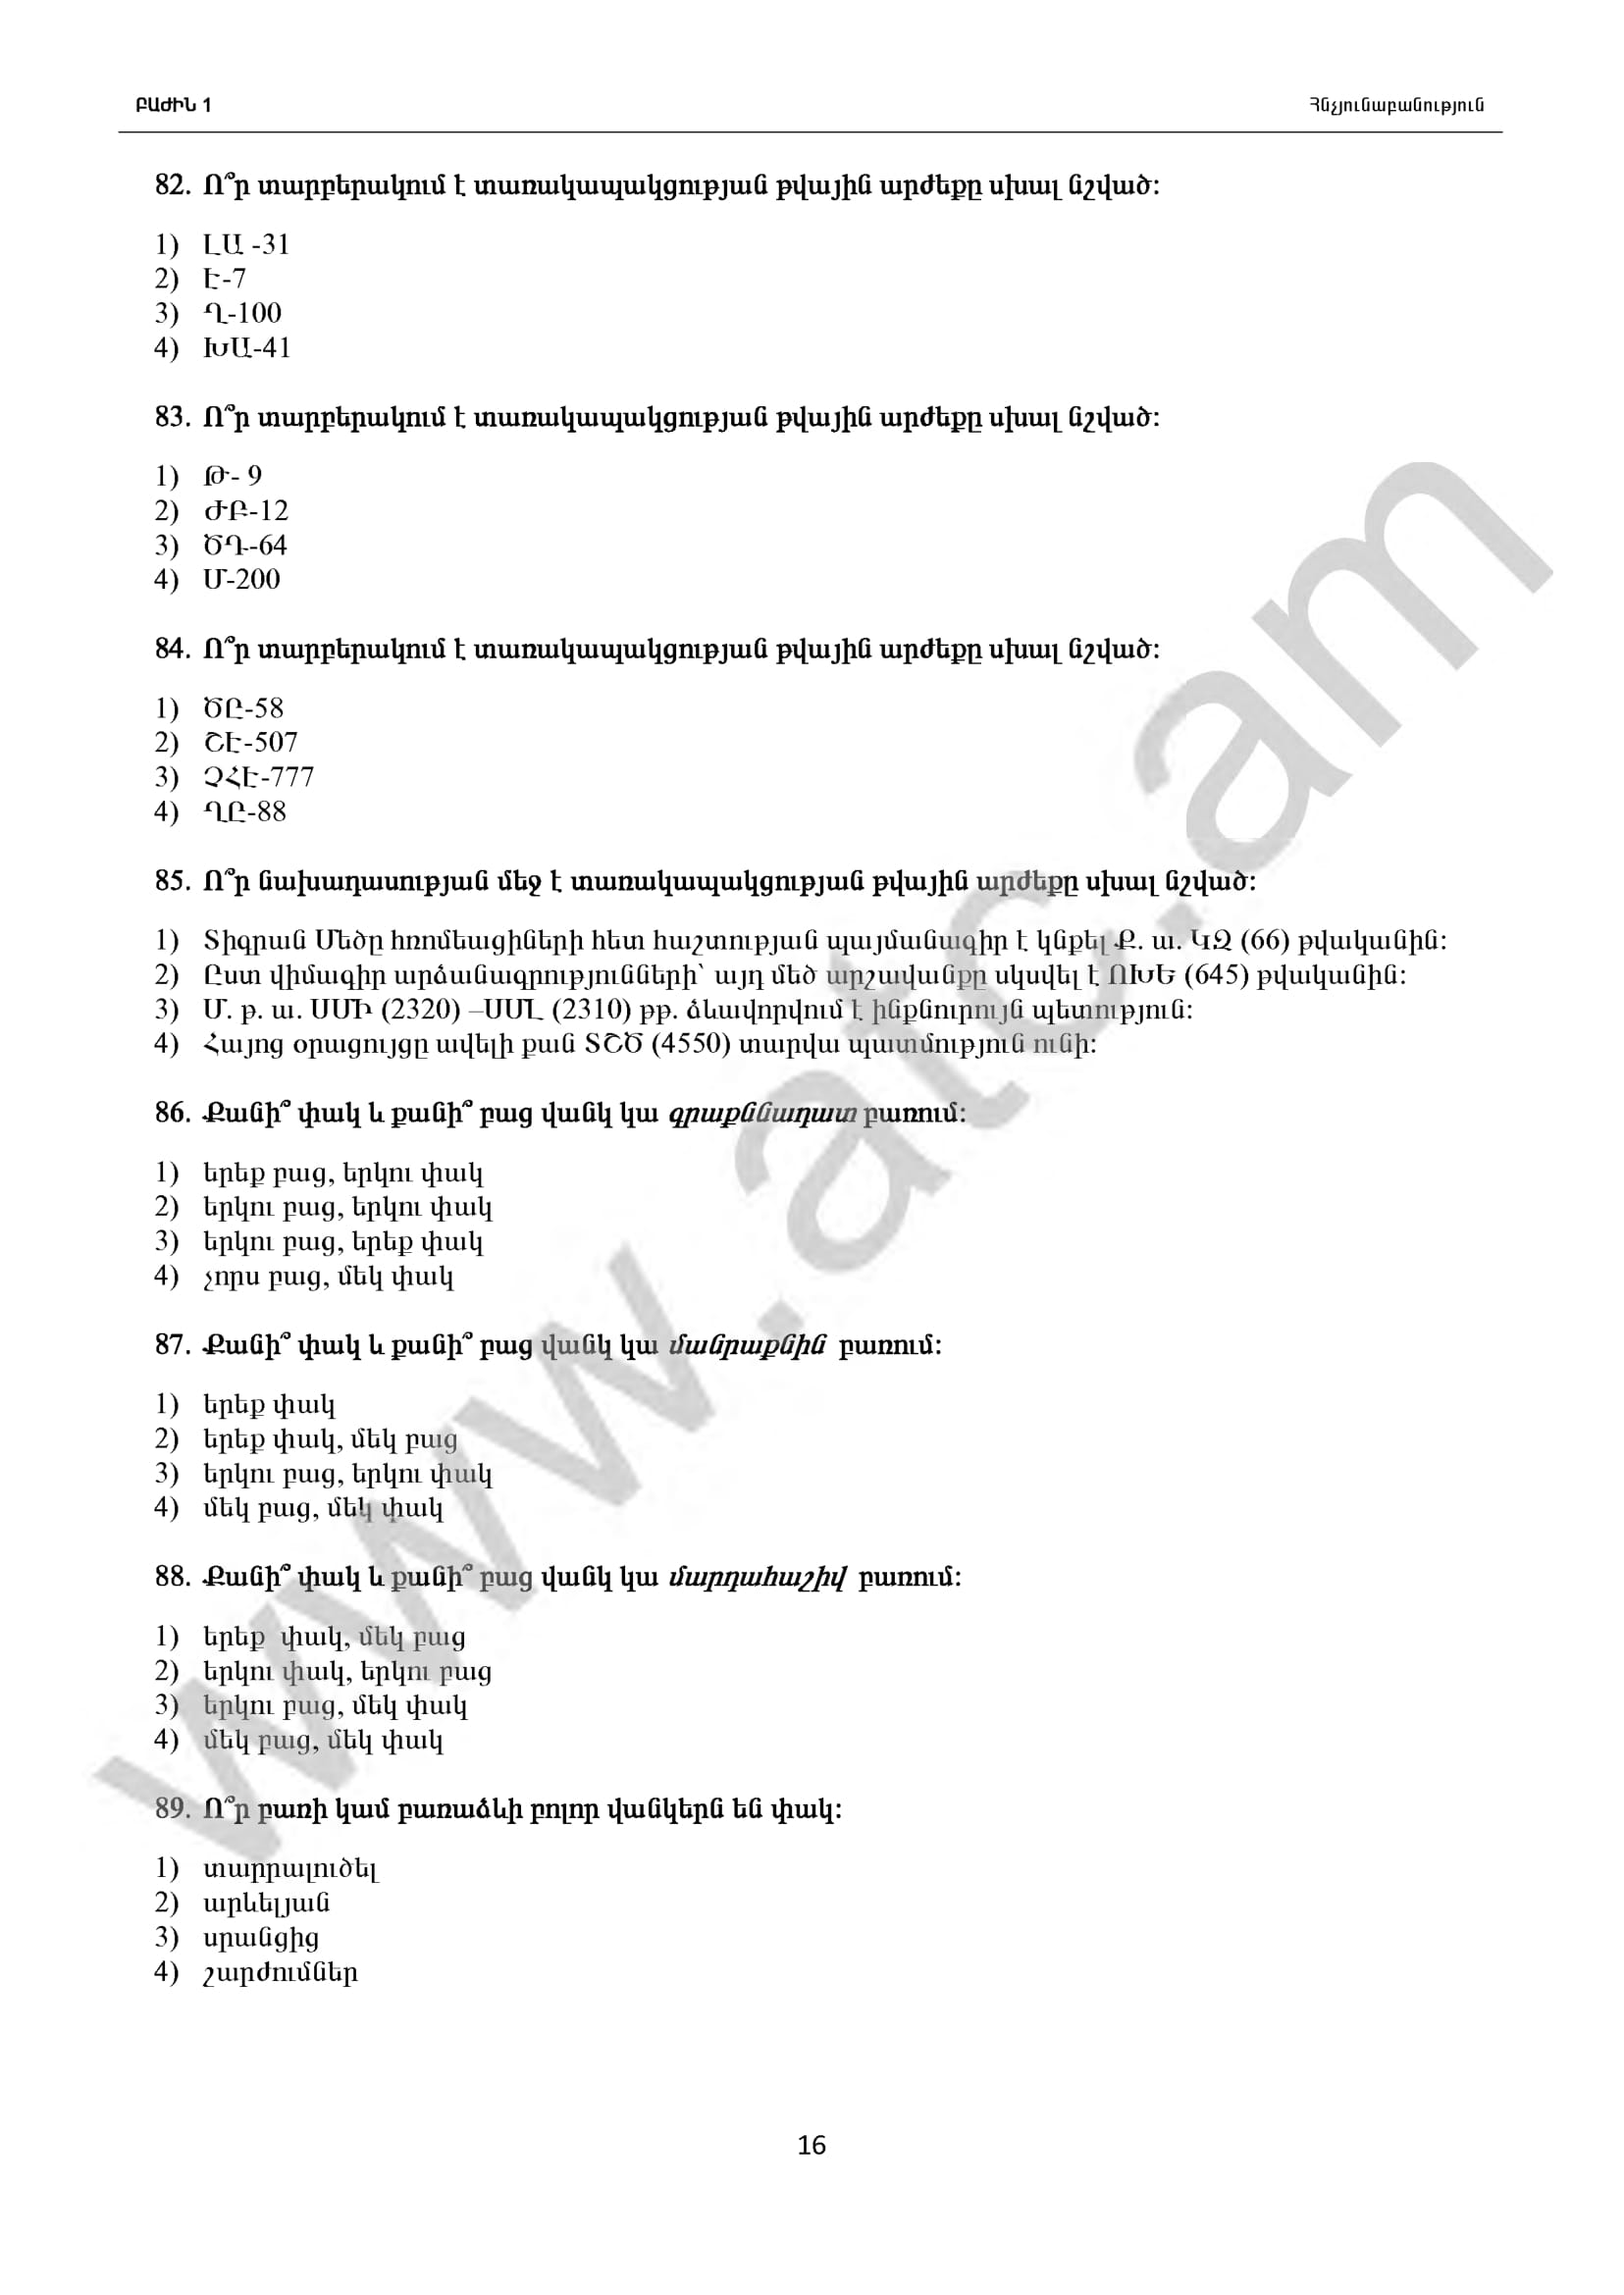 ԲԱԺԻՆ 1
Հնչյունաբանություն
82. Ո՞ր տարբերակում է տառակապակցության թվային արժեքը սխալ նշված:
1) ԼԱ -31
2) Է-7
3) Ղ-100
4) ԽԱ-41
83. Ո՞ր տարբերակում է տառակապակցության թվային արժեքը սխալ նշված:
1) Թ- 9
2) ԺԲ-12
3) ԾԴ-64
4) Մ-200
84. Ո՞ր տարբերակում է տառակապակցության թվային արժեքը սխալ նշված:
1) ԾԸ-58
2) ՇԷ-507
3) ՉՀԷ-777
4) ՂԸ-88
85. Ո՞ր նախադասության մեջ է տառակապակցության թվային արժեքը սխալ նշված:
1) Տիգրան Մեծը հռոմեացիների հետ հաշտության պայմանագիր է կնքել Ք. ա. ԿԶ (66) թվականին:
2) Ըստ վիմագիր արձանագրությունների՝ այդ մեծ արշավանքը սկսվել է ՈԽԵ (645) թվականին:
3) Մ. թ. ա. ՍՄԻ (2320) –ՍՄԼ (2310) թթ. ձևավորվում է ինքնուրույն պետություն:
4) Հայոց օրացույցը ավելի քան ՏՇԾ (4550) տարվա պատմություն ունի:
86. Քանի՞ փակ և քանի՞ բաց վանկ կա գրաքննադատ բառում:
1) երեք բաց, երկու փակ
2) երկու բաց, երկու փակ
3) երկու բաց, երեք փակ
4) չորս բաց, մեկ փակ
87. Քանի՞ փակ և քանի՞ բաց վանկ կա մանրաքնին բառում:
1) երեք փակ
2) երեք փակ, մեկ բաց
3) երկու բաց, երկու փակ
4) մեկ բաց, մեկ փակ
88. Քանի՞ փակ և քանի՞ բաց վանկ կա մարդահաշիվ բառում:
1) երեք փակ, մեկ բաց
2) երկու փակ, երկու բաց
3) երկու բաց, մեկ փակ
4) մեկ բաց, մեկ փակ
89. Ո՞ր բառի կամ բառաձևի բոլոր վանկերն են փակ:
1) տարրալուծել
2) արևելյան
3) սրանցից
4) շարժումներ
16
www.atc.am